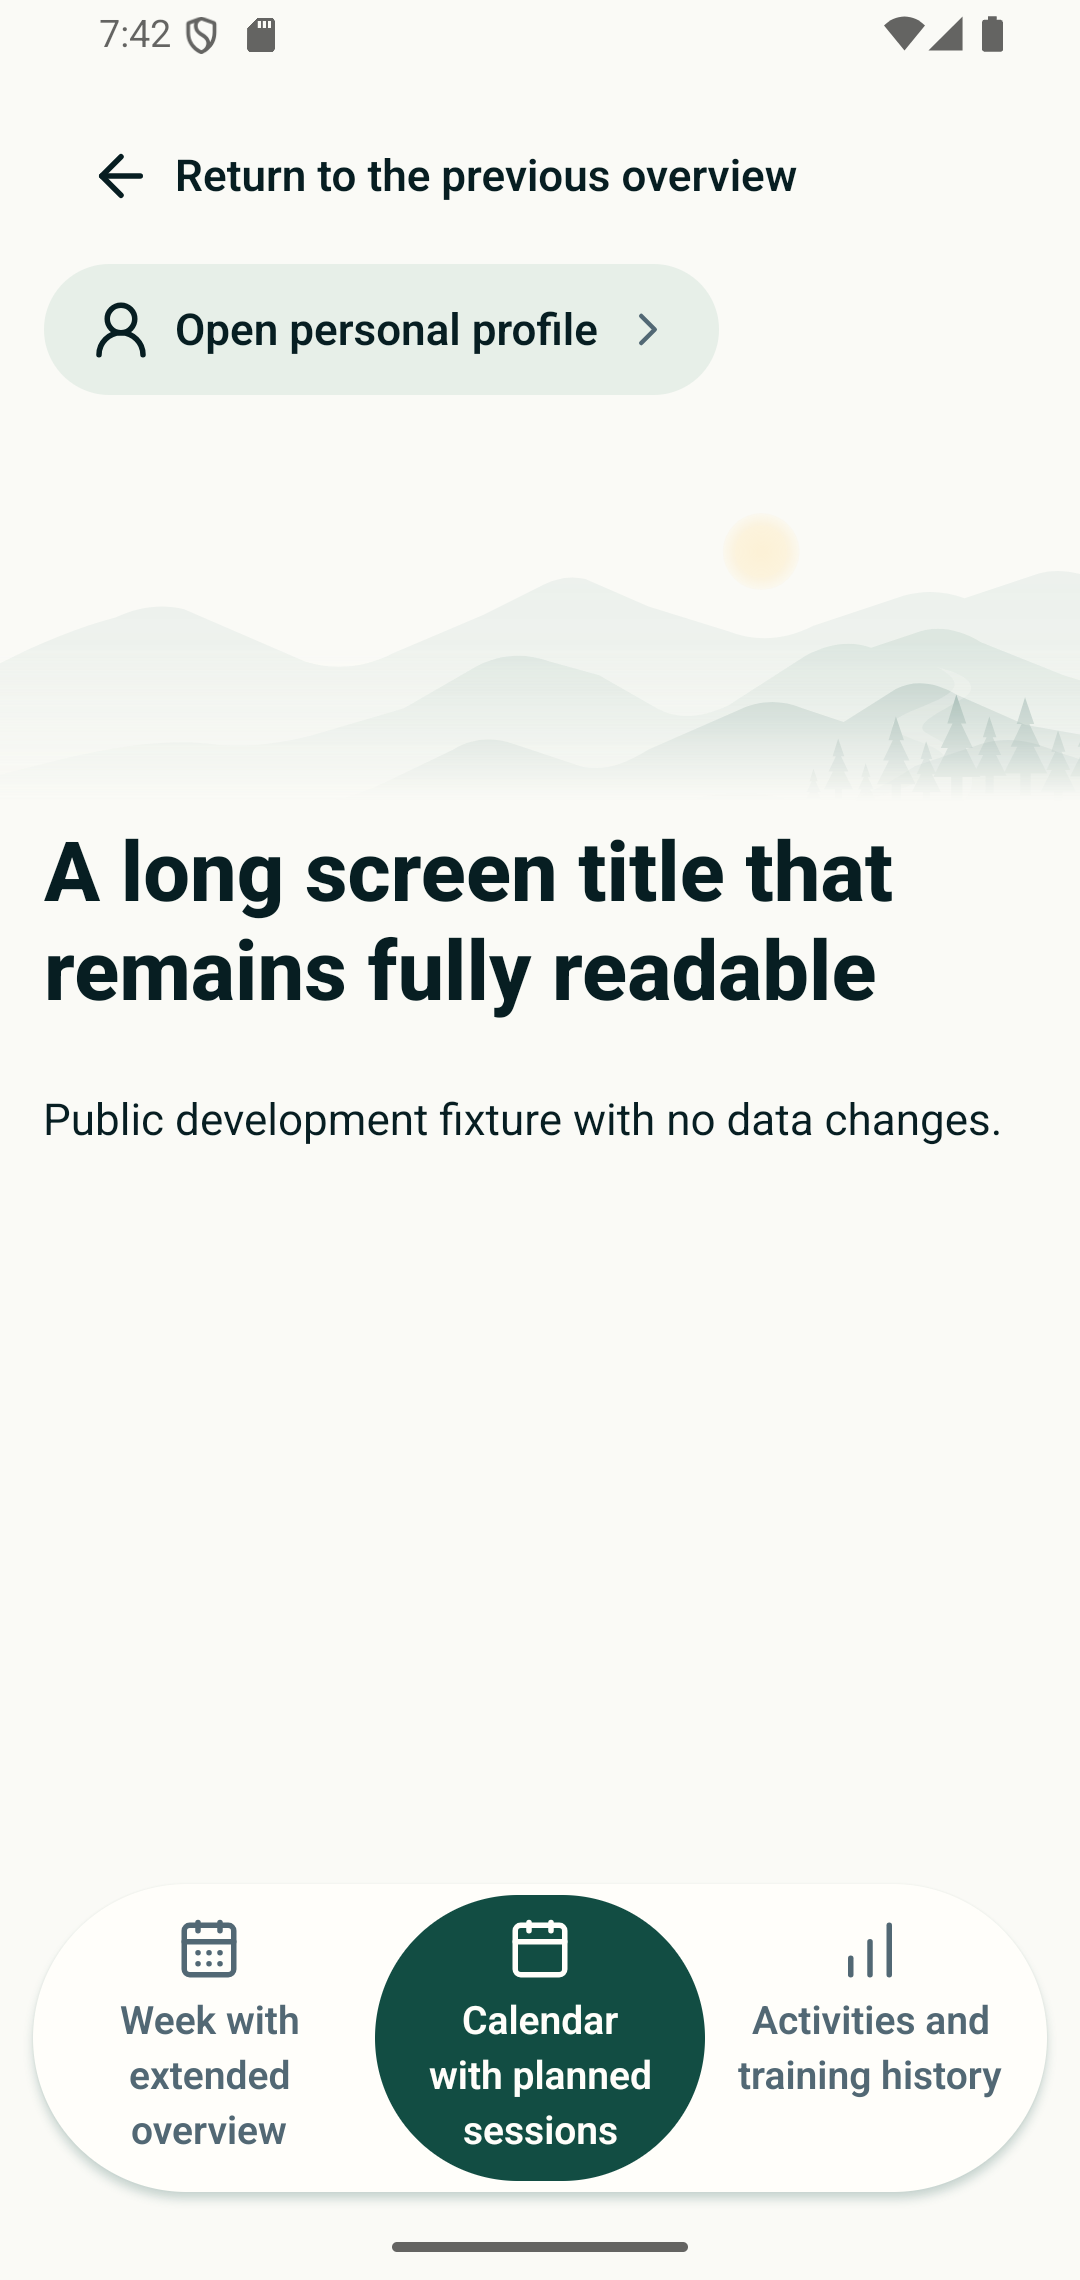 7:42
Return to the previous overview
Open personal profile
A long screen title that
remains fully readable
Public development fixture with no data changes.
Week with
extended
overview
Calendar
with planned
sessions
Activities and
training history